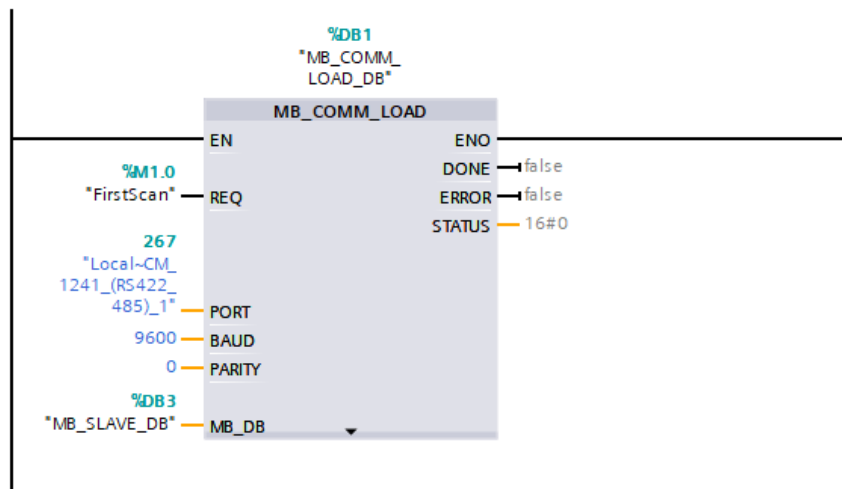 %DB1
"MB_COMM_
LOAD_DB"
MB_COMM_LOAD
EN ENO
DONE false
%M1.0
"FirstScan" REQ ERROR false
STATUS 16#0
267
"Local~CM_
1241_(RS422_
485)_1" PORT
9600 BAUD
0 PARITY
%DB3
"MB_SLAVE_DB" MB_DB